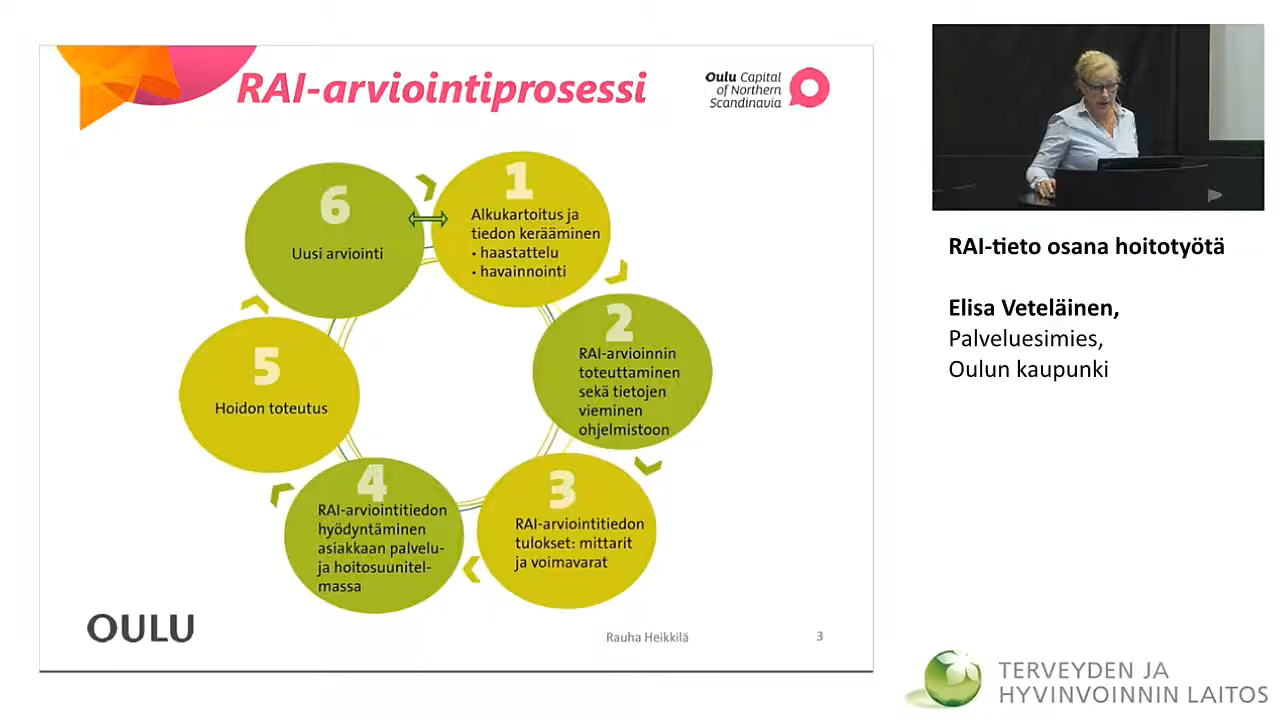 RAI-arviointiprosessi
Oulu Capital
of Northern
Scandinavia
1
Alkukartoitus ja
tiedon kerääminen
• haastattelu
• havainnointi
2
RAI-arvioinnin
toteuttaminen
sekä tietojen
vieminen
ohjelmistoon
3
RAI-arviointitiedon
tulokset: mittarit
ja voimavarat
4
RAI-arviointitiedon
hyödyntäminen
asiakkaan palvelu-
ja hoitosuunitel-
massa
5
Hoidon toteutus
6
Uusi arviointi
OULU
Rauha Heikkilä
3
RAI-tieto osana hoitotyötä
Elisa Veteläinen,
Palveluesimies,
Oulun kaupunki
TERVEYDEN JA
HYVINVOINNIN LAITOS